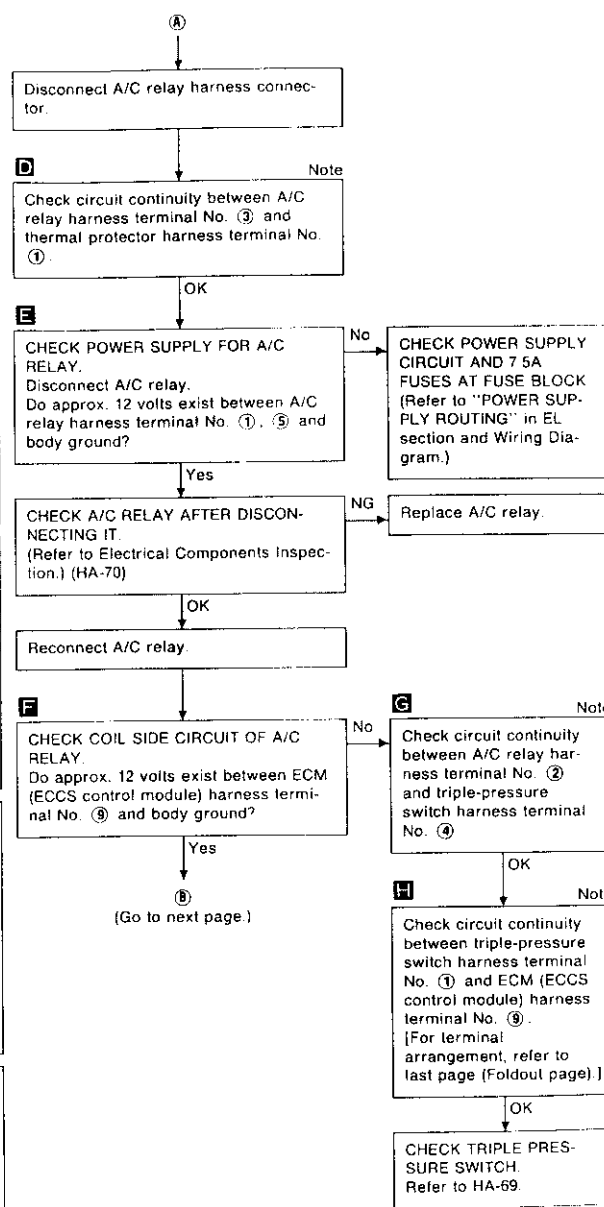 Ⓐ
Disconnect A/C relay harness connec-
tor.
D
Note
Check circuit continuity between A/C
relay harness terminal No. ③ and
thermal protector harness terminal No.
①.
OK
E
CHECK POWER SUPPLY FOR A/C
RELAY.
Disconnect A/C relay.
Do approx. 12 volts exist between A/C
relay harness terminal No. ①, ⑤ and
body ground?
No
CHECK POWER SUPPLY
CIRCUIT AND 7 5A
FUSES AT FUSE BLOCK
(Refer to "POWER SUP-
PLY ROUTING" in EL
section and Wiring Dia-
gram.)
Yes
CHECK A/C RELAY AFTER DISCON-
NECTING IT.
(Refer to Electrical Components Inspec-
tion.) (HA-70)
NG
Replace A/C relay.
OK
Reconnect A/C relay.
F
CHECK COIL SIDE CIRCUIT OF A/C
RELAY.
Do approx. 12 volts exist between ECM
(ECCS control module) harness termi-
nal No. ⑨ and body ground?
No
G
Note
Check circuit continuity
between A/C relay har-
ness terminal No. ②
and triple-pressure
switch harness terminal
No. ④
Yes
Ⓑ
(Go to next page.)
OK
H
Not
Check circuit continuity
between triple-pressure
switch harness terminal
No. ① and ECM (ECCS
control module) harness
terminal No. ⑨.
[For terminal
arrangement, refer to
last page (Foldout page).]
OK
CHECK TRIPLE PRES-
SURE SWITCH.
Refer to HA-69.